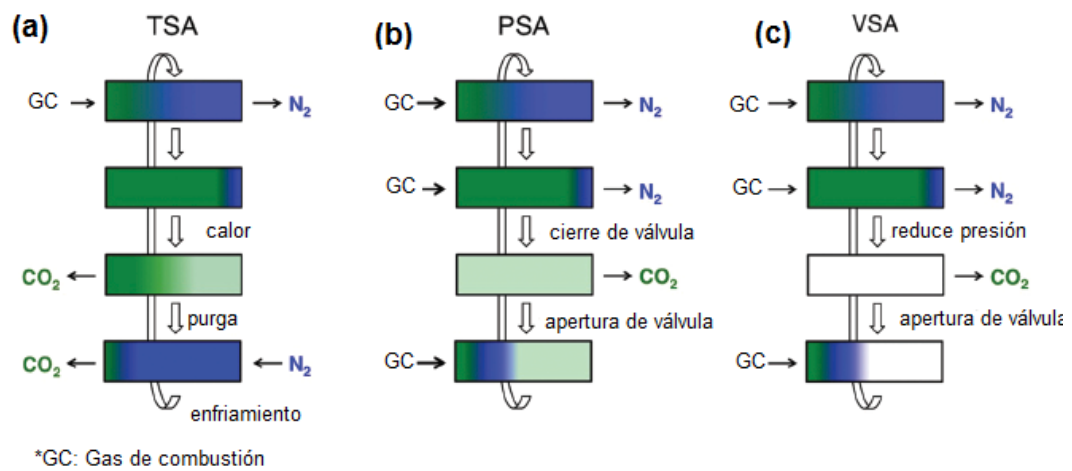 (a) TSA
GC N₂
calor
CO₂
purga
CO₂ N₂
enfriamiento
(b) PSA
GC N₂
GC N₂
cierre de válvula
CO₂
apertura de válvula
GC
(c) VSA
GC N₂
GC N₂
reduce presión
CO₂
apertura de válvula
GC
*GC: Gas de combustión